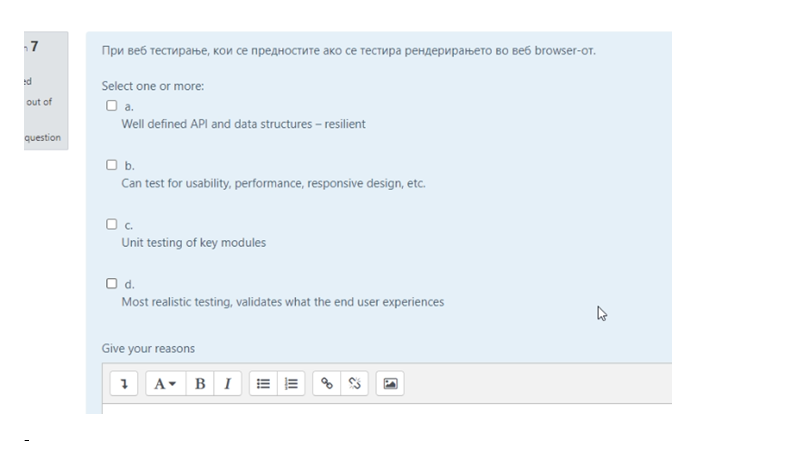 7
ed
out of
question
При веб тестирање, кои се предностите ако се тестира рендерирањето во веб browser-от.
Select one or more:
a.
Well defined API and data structures – resilient
b.
Can test for usability, performance, responsive design, etc.
c.
Unit testing of key modules
d.
Most realistic testing, validates what the end user experiences
Give your reasons
A B I
-